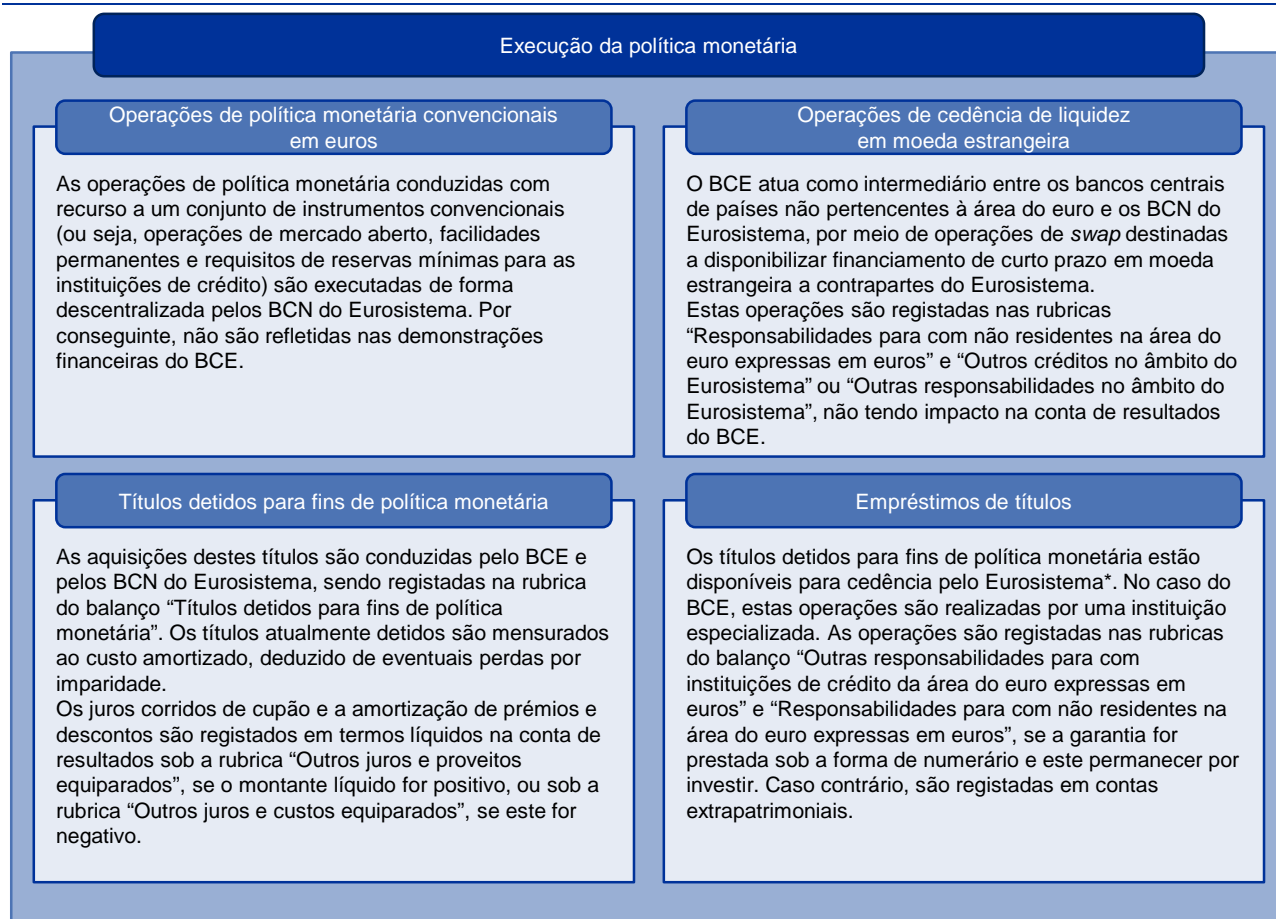 Execução da política monetária
Operações de política monetária convencionais
em euros
As operações de política monetária conduzidas com
recurso a um conjunto de instrumentos convencionais
(ou seja, operações de mercado aberto, facilidades
permanentes e requisitos de reservas mínimas para as
instituições de crédito) são executadas de forma
descentralizada pelos BCN do Eurosistema. Por
conseguinte, não são refletidas nas demonstrações
financeiras do BCE.
Operações de cedência de liquidez
em moeda estrangeira
O BCE atua como intermediário entre os bancos centrais
de países não pertencentes à área do euro e os BCN do
Eurosistema, por meio de operações de swap destinadas
a disponibilizar financiamento de curto prazo em moeda
estrangeira a contrapartes do Eurosistema.
Estas operações são registadas nas rubricas
“Responsabilidades para com não residentes na área do
euro expressas em euros” e “Outros créditos no âmbito do
Eurosistema” ou “Outras responsabilidades no âmbito do
Eurosistema”, não tendo impacto na conta de resultados
do BCE.
Títulos detidos para fins de política monetária
As aquisições destes títulos são conduzidas pelo BCE e
pelos BCN do Eurosistema, sendo registadas na rubrica
do balanço “Títulos detidos para fins de política
monetária”. Os títulos atualmente detidos são mensurados
ao custo amortizado, deduzido de eventuais perdas por
imparidade.
Os juros corridos de cupão e a amortização de prémios e
descontos são registados em termos líquidos na conta de
resultados sob a rubrica “Outros juros e proveitos
equiparados”, se o montante líquido for positivo, ou sob a
rubrica “Outros juros e custos equiparados”, se este for
negativo.
Empréstimos de títulos
Os títulos detidos para fins de política monetária estão
disponíveis para cedência pelo Eurosistema*. No caso do
BCE, estas operações são realizadas por uma instituição
especializada. As operações são registadas nas rubricas
do balanço “Outras responsabilidades para com
instituições de crédito da área do euro expressas em
euros” e “Responsabilidades para com não residentes na
área do euro expressas em euros”, se a garantia for
prestada sob a forma de numerário e este permanecer por
investir. Caso contrário, são registadas em contas
extrapatrimoniais.